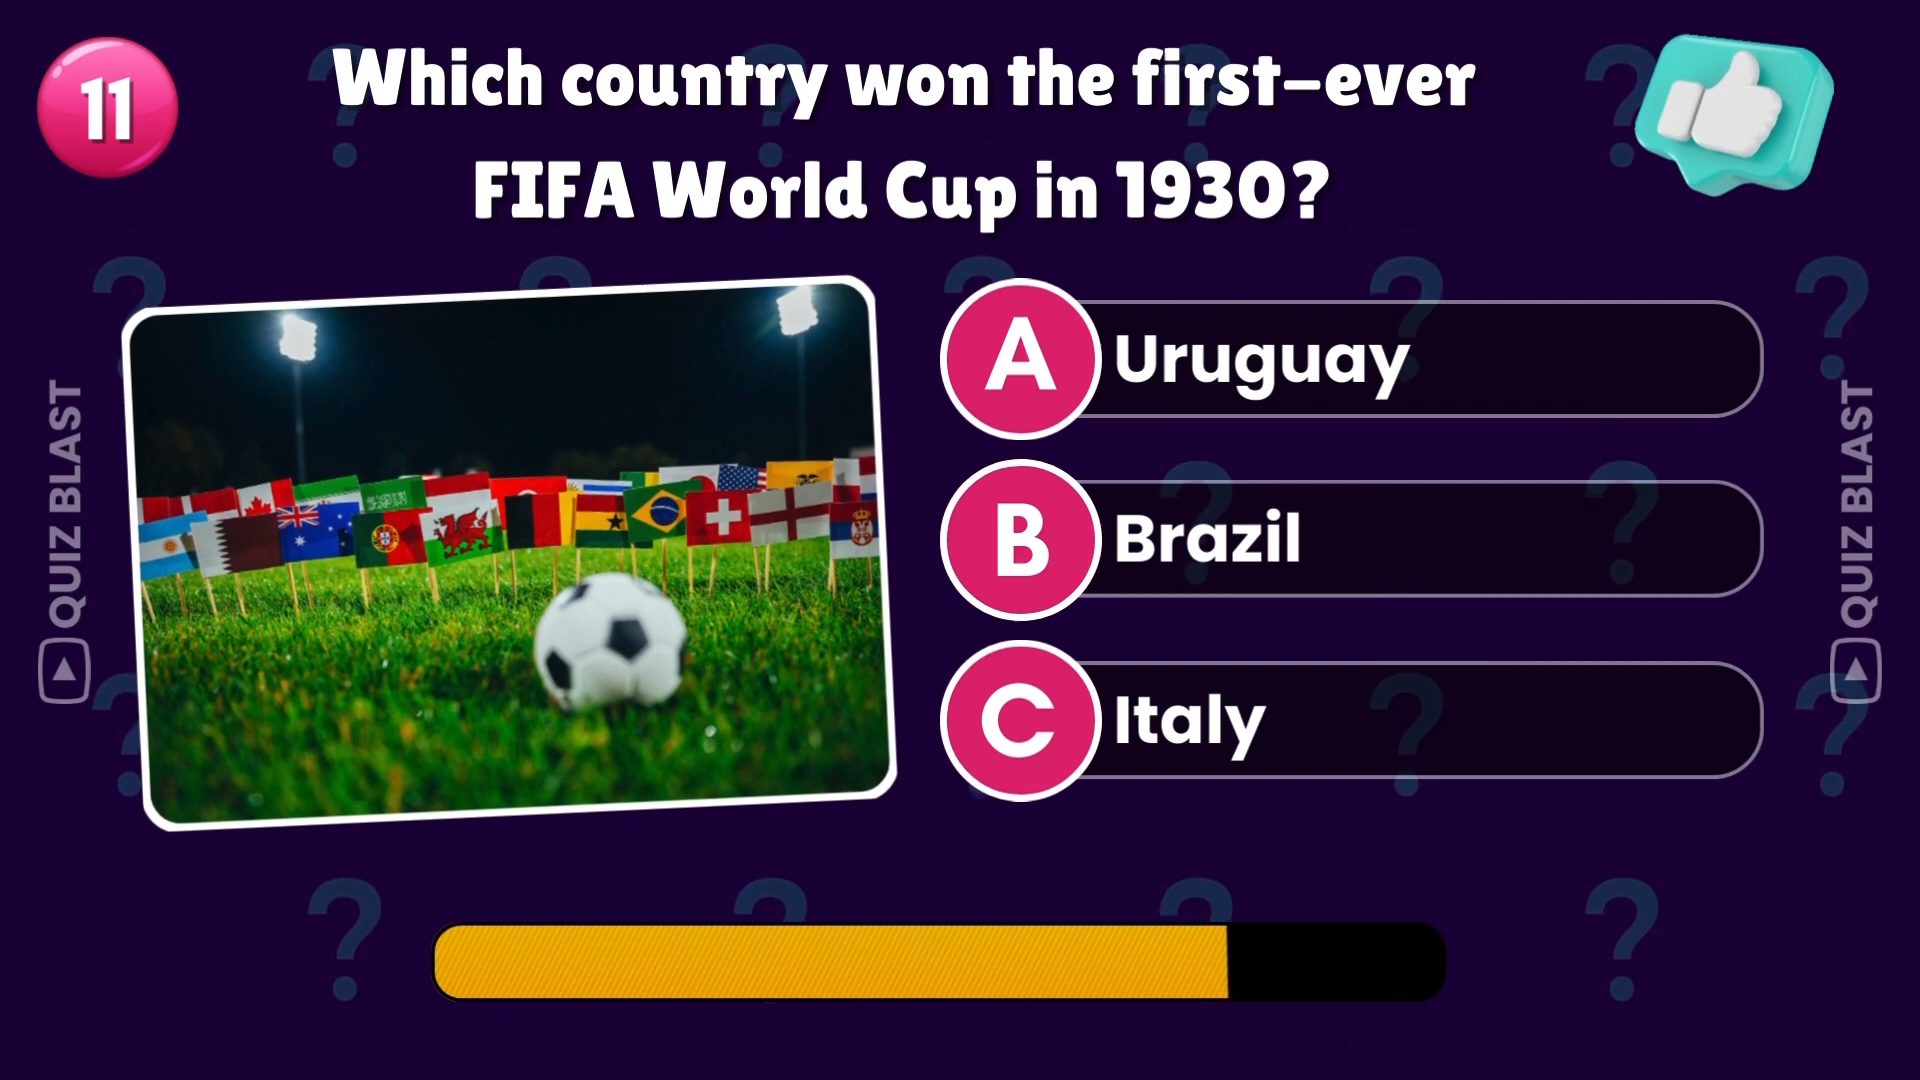 11
Which country won the first-ever
FIFA World Cup in 1930?
A Uruguay
B Brazil
C Italy
QUIZ BLAST
QUIZ BLAST